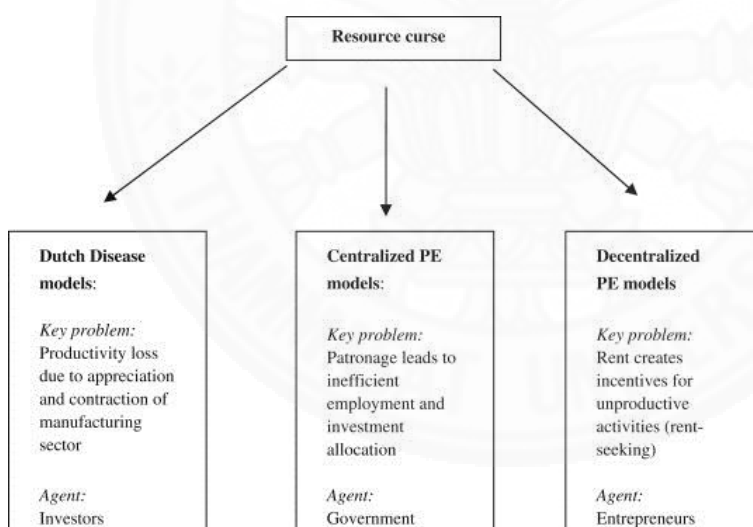 Resource curse
Dutch Disease
models:
Key problem:
Productivity loss
due to appreciation
and contraction of
manufacturing
sector
Agent:
Investors
Centralized PE
models:
Key problem:
Patronage leads to
inefficient
employment and
investment
allocation
Agent:
Government
Decentralized
PE models
Key problem:
Rent creates
incentives for
unproductive
activities (rent-
seeking)
Agent:
Entrepreneurs